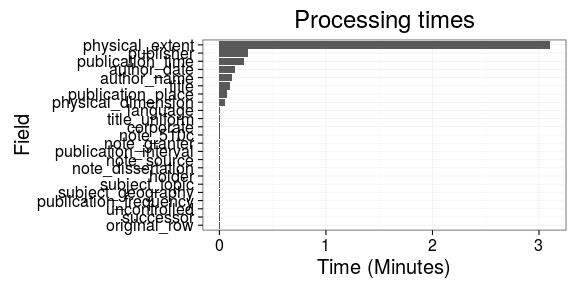 Processing times
physical_extent
publisher
publication_time
author_date
author_name
title
publication_place
physical_dimension
language
title_uniform
corporate
note_510c
note_granter
publication_interval
note_source
note_dissertation
holder
subject_topic
subject_geography
publication_frequency
uncontrolled
successor
original_row
Field
0 1 2 3
Time (Minutes)